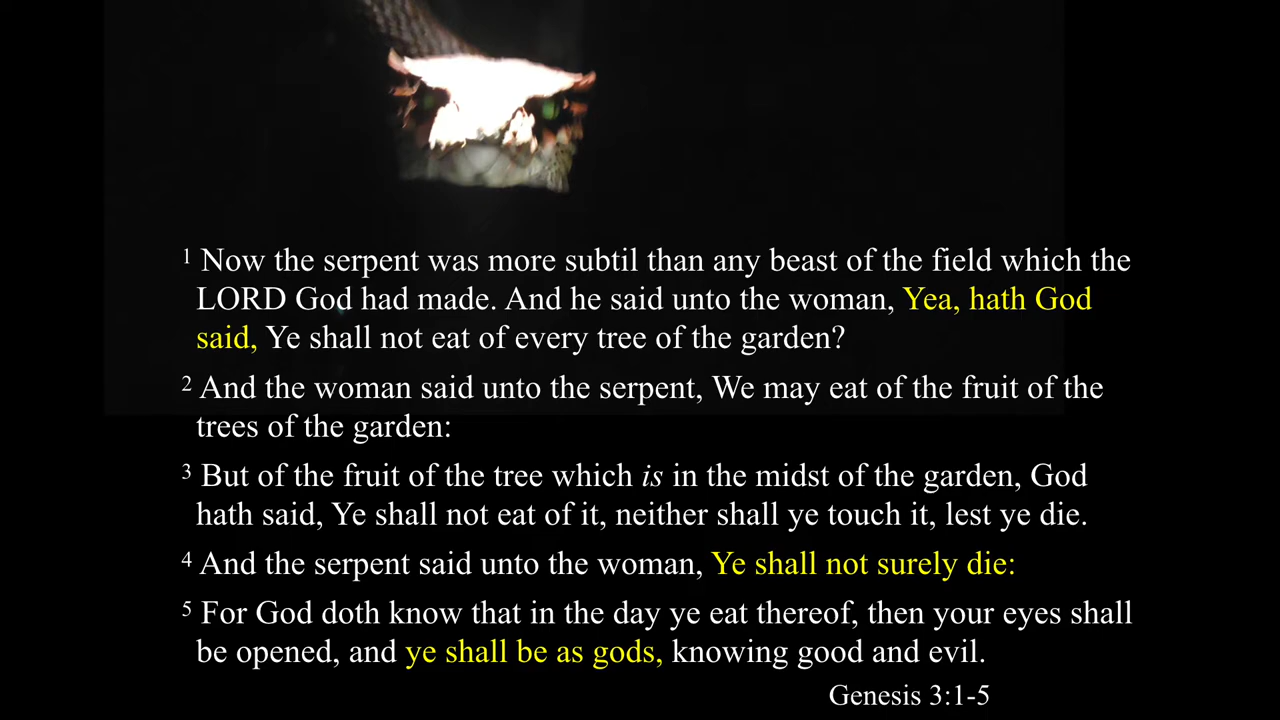 1 Now the serpent was more subtil than any beast of the field which the
LORD God had made. And he said unto the woman, Yea, hath God
said, Ye shall not eat of every tree of the garden?
2 And the woman said unto the serpent, We may eat of the fruit of the
trees of the garden:
3 But of the fruit of the tree which is in the midst of the garden, God
hath said, Ye shall not eat of it, neither shall ye touch it, lest ye die.
4 And the serpent said unto the woman, Ye shall not surely die:
5 For God doth know that in the day ye eat thereof, then your eyes shall
be opened, and ye shall be as gods, knowing good and evil.
Genesis 3:1-5